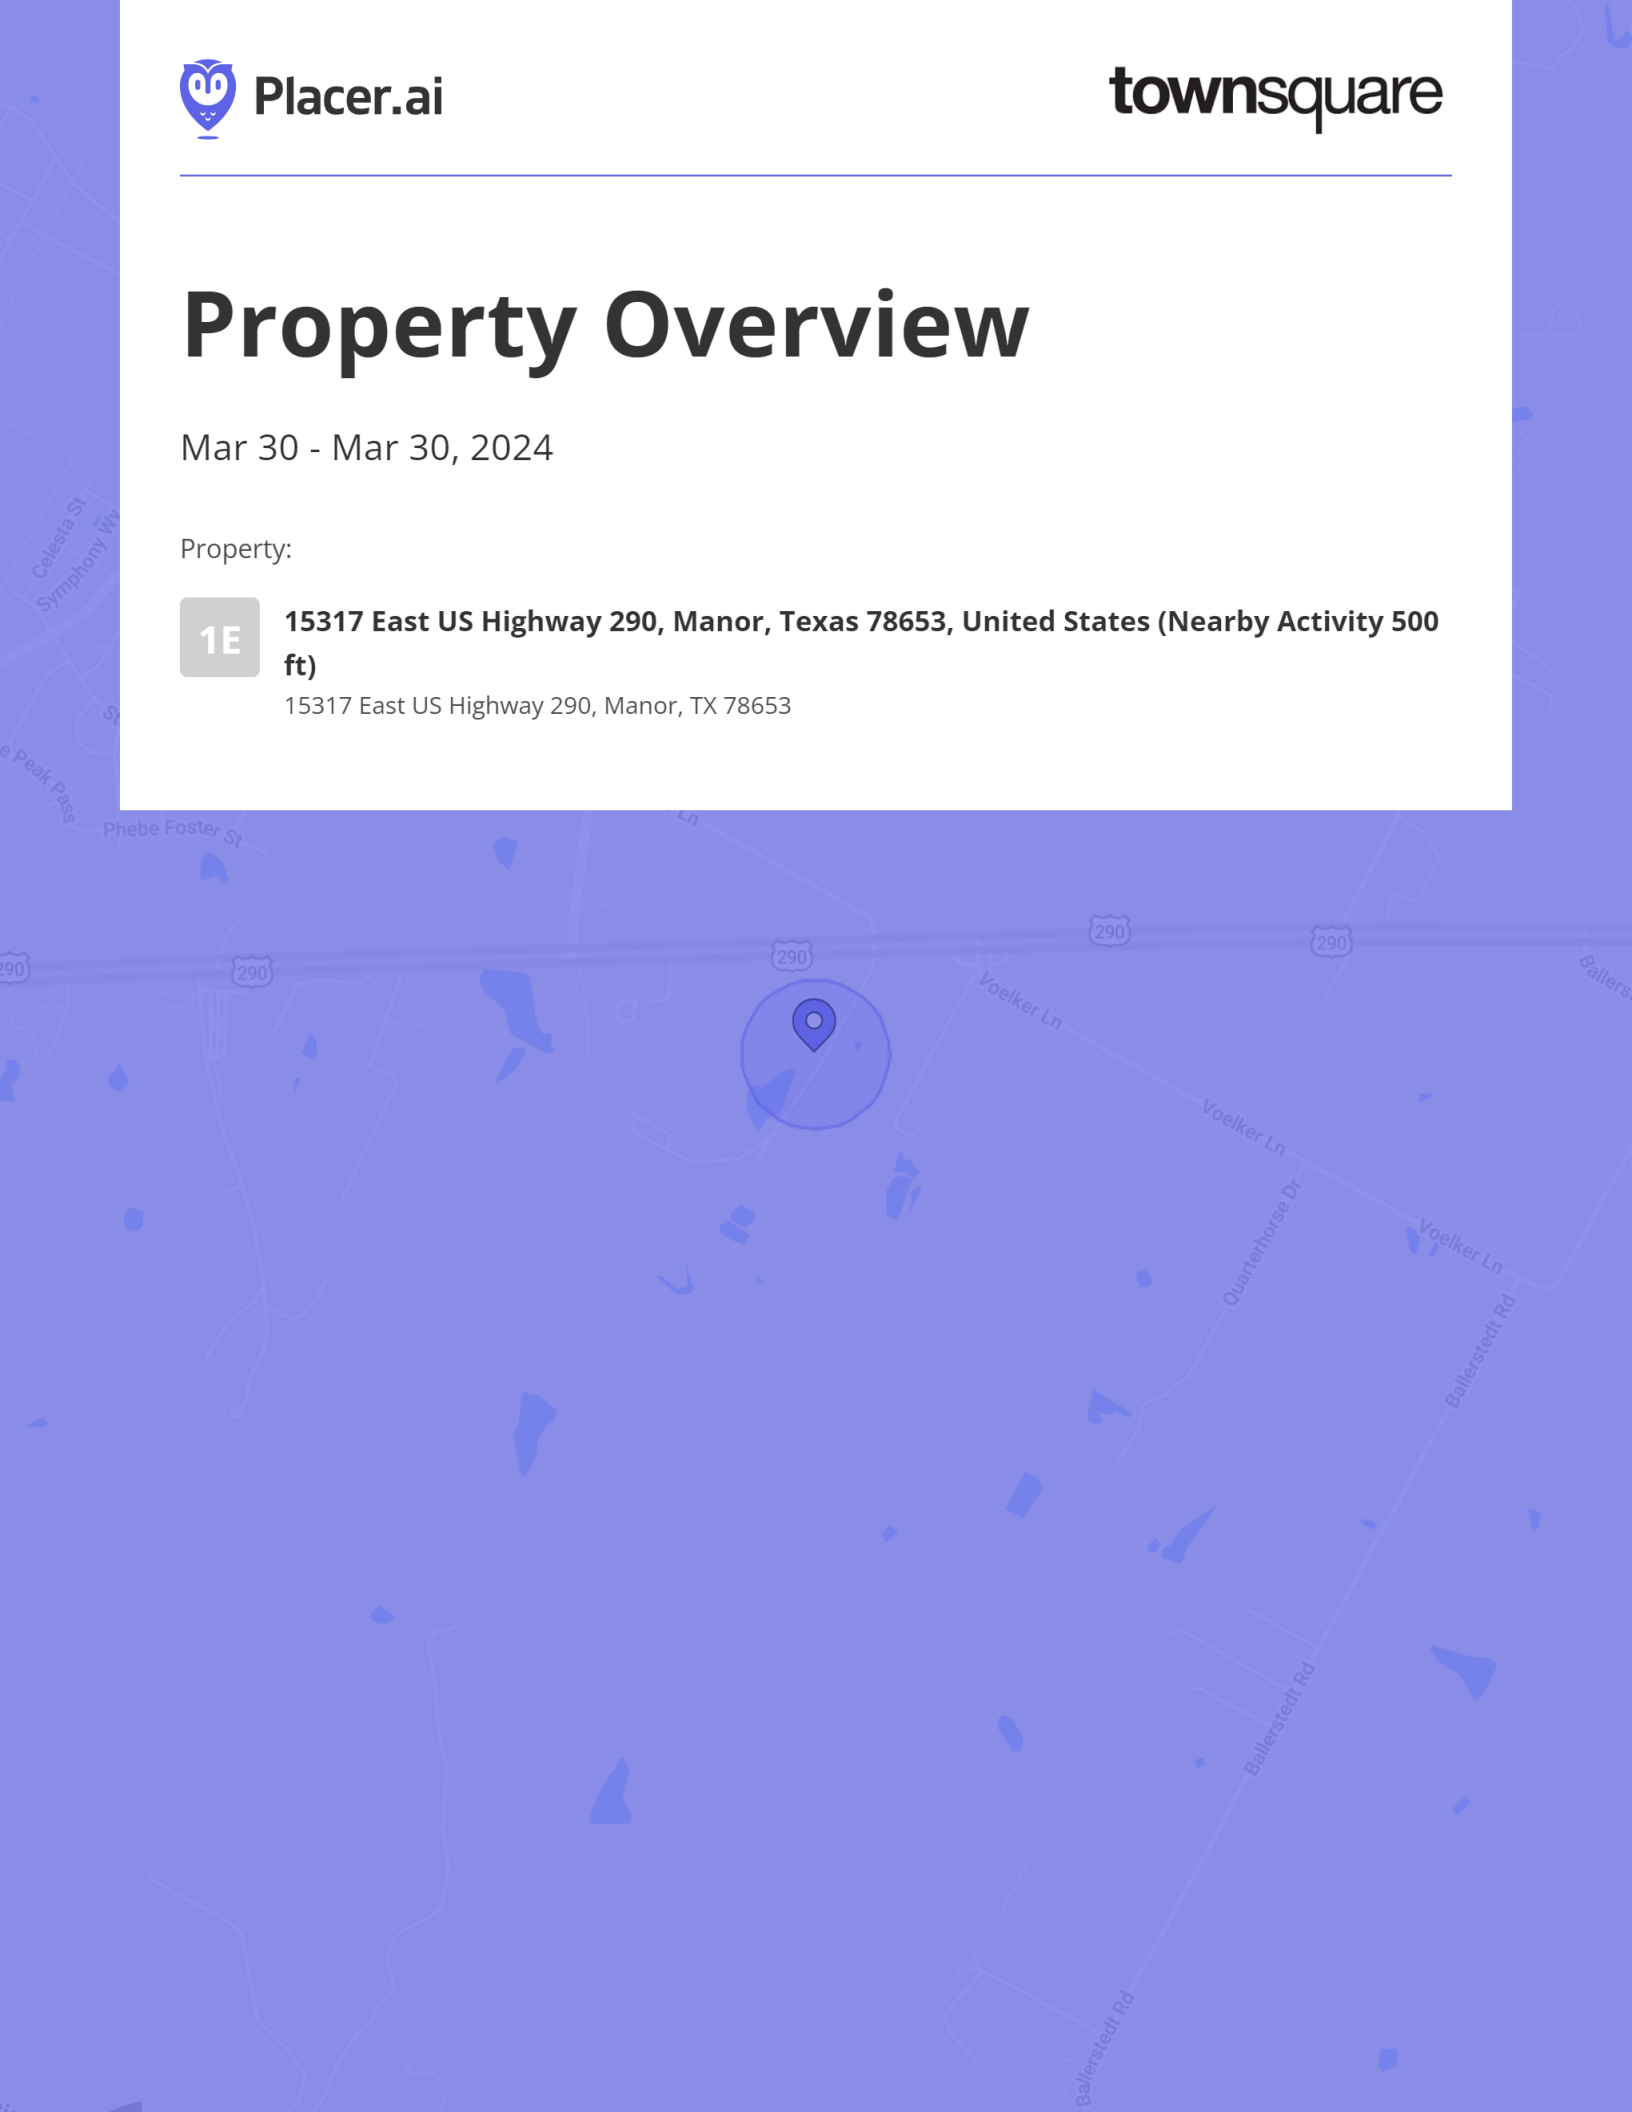 Placer.ai
townsquare
Property Overview
Mar 30 - Mar 30, 2024
Property:
1E
15317 East US Highway 290, Manor, Texas 78653, United States (Nearby Activity 500
ft)
15317 East US Highway 290, Manor, TX 78653
Celesta St
Symphony Wy
St
e Peak Pass
Phebe Foster St
Ln
290
290
290
290
290
Ballerst
Voelker Ln
Voelker Ln
Quarterhorse Dr
Voelker Ln
Ballerstedt Rd
Ballerstedt Rd
Ballerstedt Rd